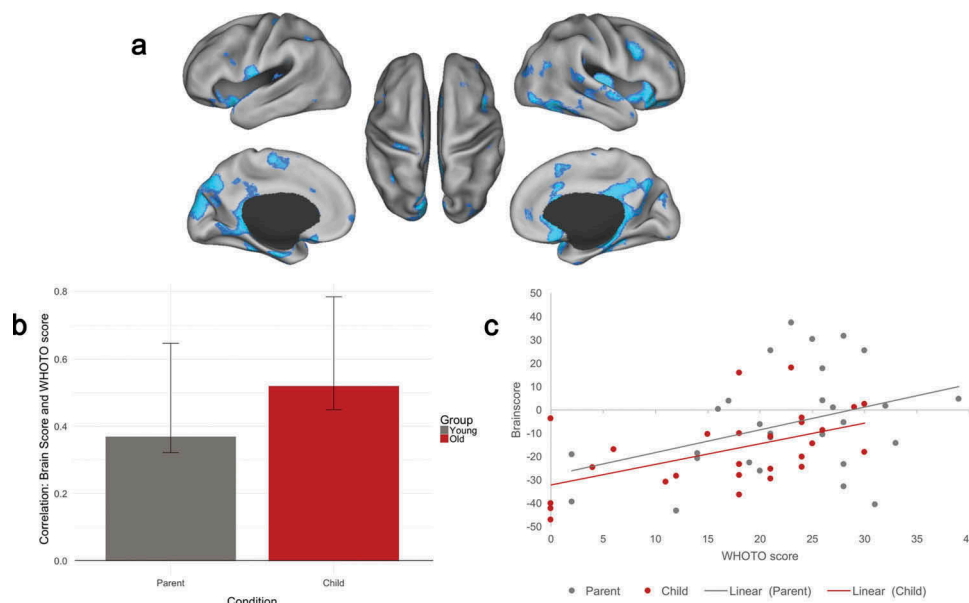 a
b
Correlation: Brain Score and WHOTO score
0.8
0.6
0.4
0.2
0.0
Parent
Child
Condition
Group
Young
Old
c
Brainscore
50
40
30
20
10
0
-10
-20
-30
-40
-50
0 5 10 15 20 25 30 35 40
WHOTO score
Parent Child Linear (Parent) Linear (Child)